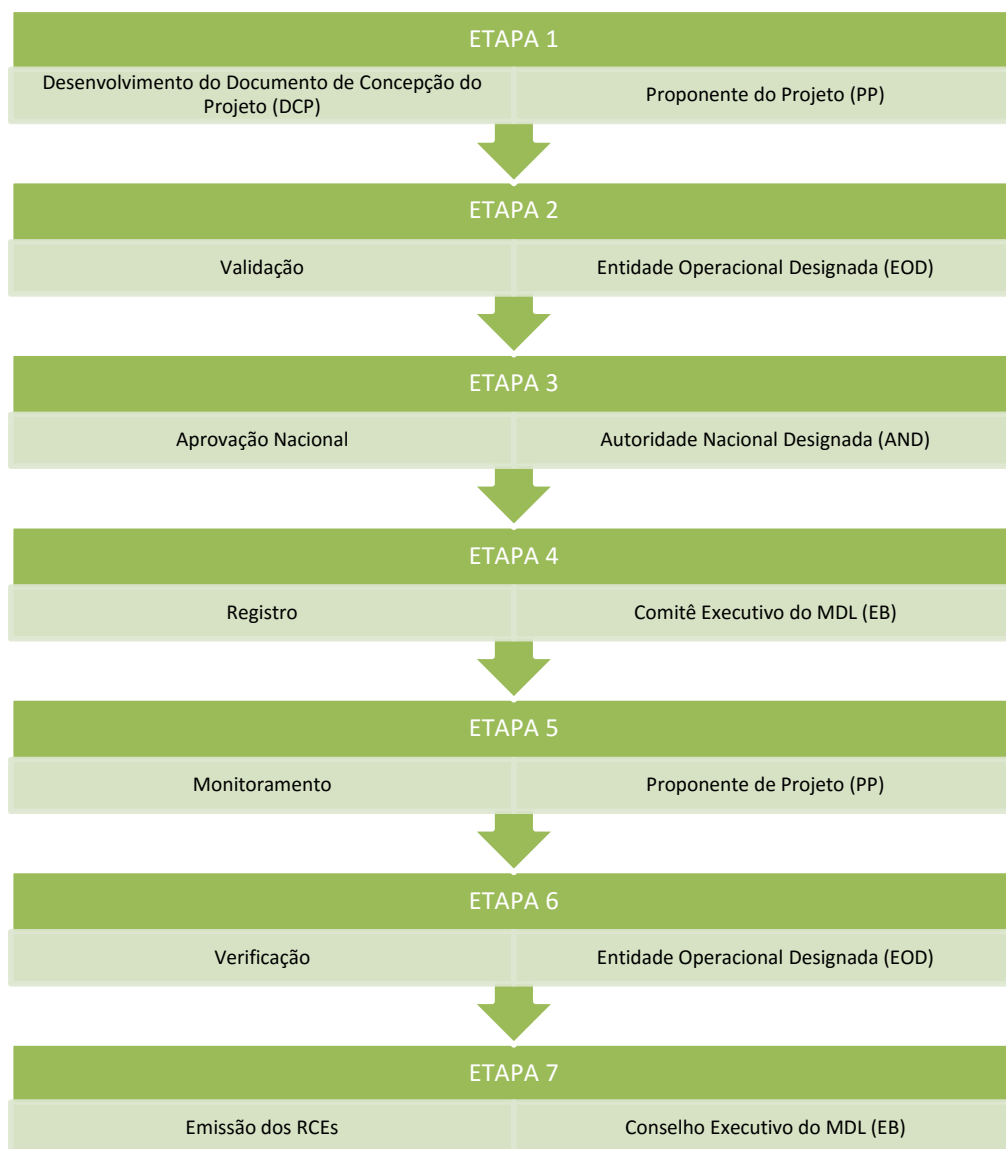 ETAPA 1
Desenvolvimento do Documento de Concepção do
Projeto (DCP)
Proponente do Projeto (PP)
ETAPA 2
Validação
Entidade Operacional Designada (EOD)
ETAPA 3
Aprovação Nacional
Autoridade Nacional Designada (AND)
ETAPA 4
Registro
Comitê Executivo do MDL (EB)
ETAPA 5
Monitoramento
Proponente de Projeto (PP)
ETAPA 6
Verificação
Entidade Operacional Designada (EOD)
ETAPA 7
Emissão dos RCEs
Conselho Executivo do MDL (EB)